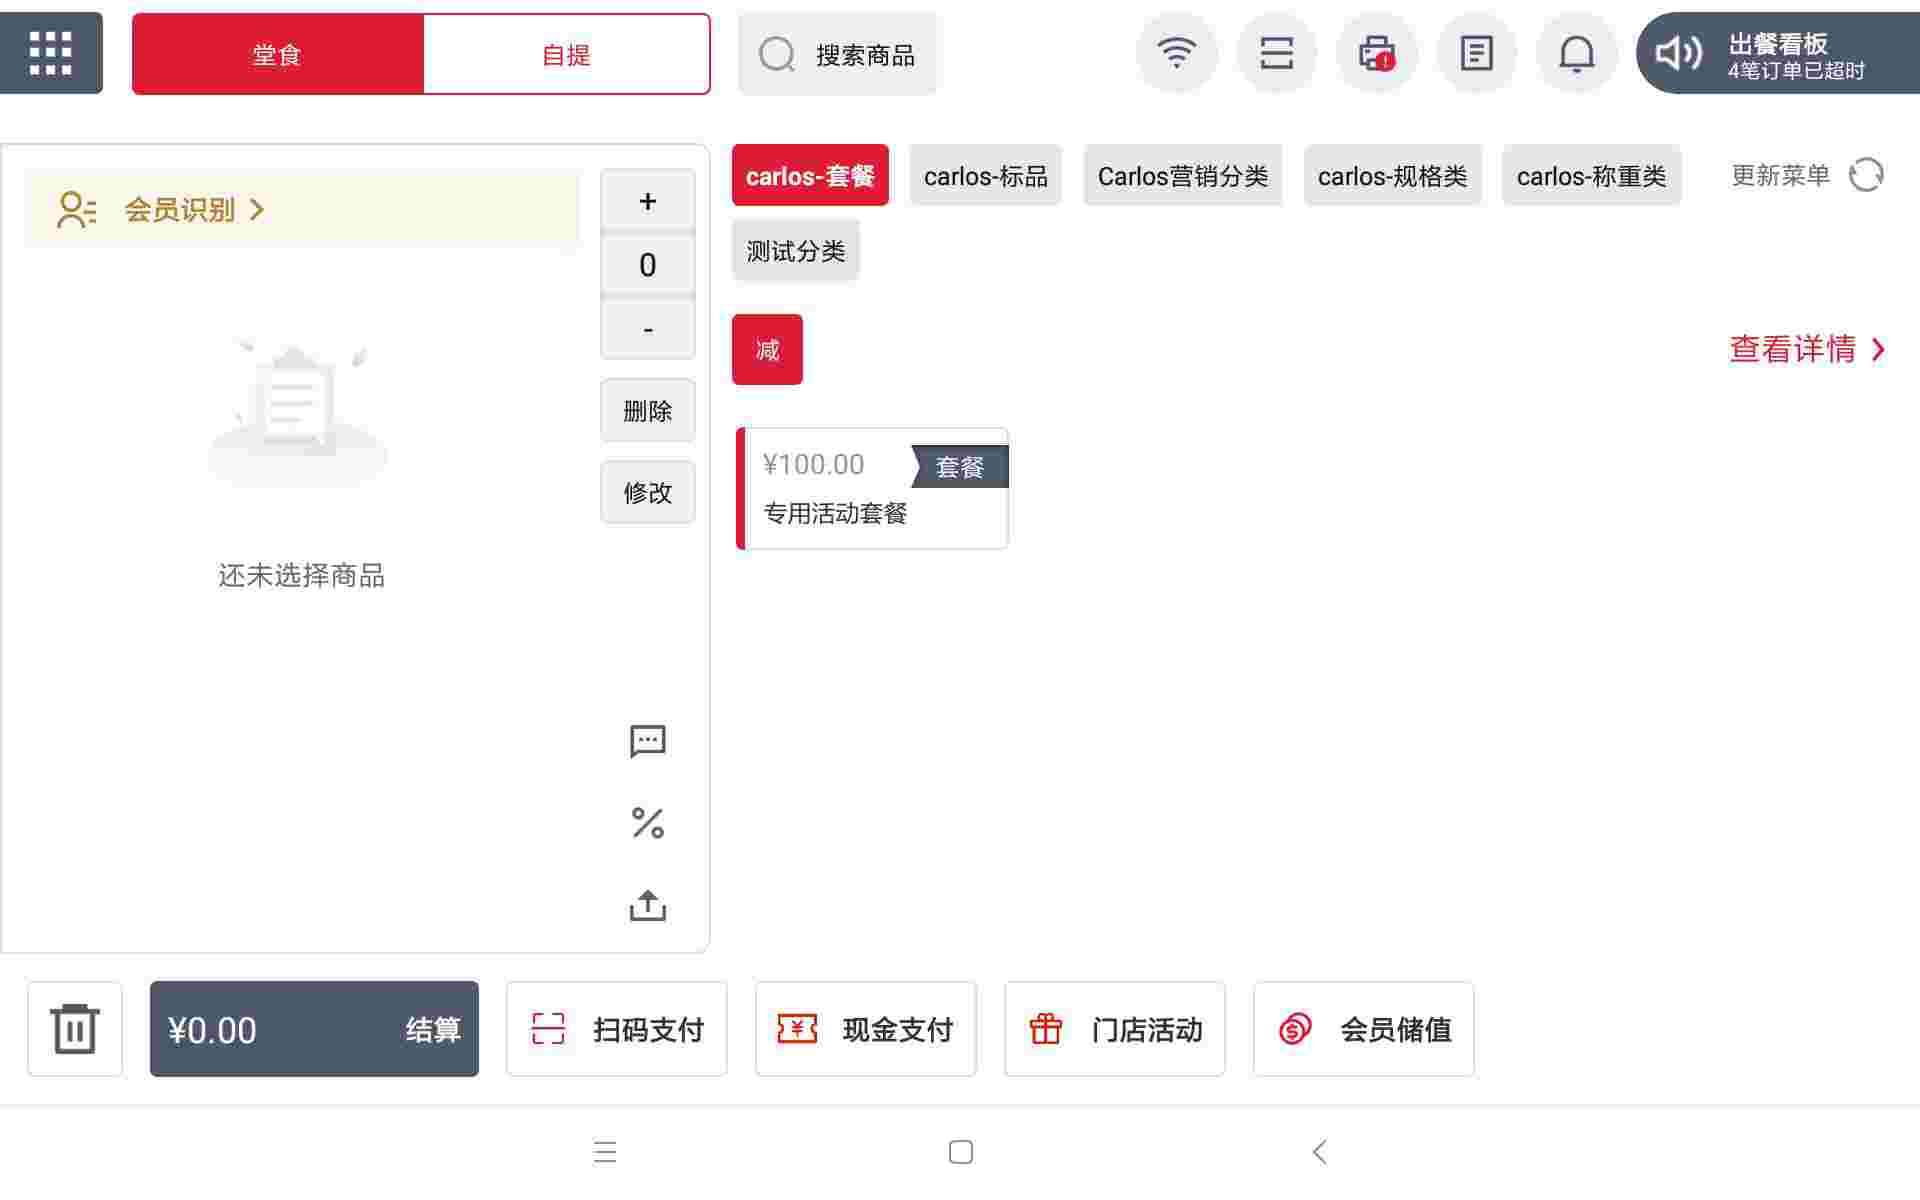 堂食
自提
搜索商品
出餐看板
4笔订单已超时
会员识别
+
0
-
删除
修改
还未选择商品
carlos-套餐
carlos-标品
Carlos营销分类
carlos-规格类
carlos-称重类
更新菜单
测试分类
减
查看详情
¥100.00
套餐
专用活动套餐
¥0.00
结算
扫码支付
现金支付
门店活动
会员储值